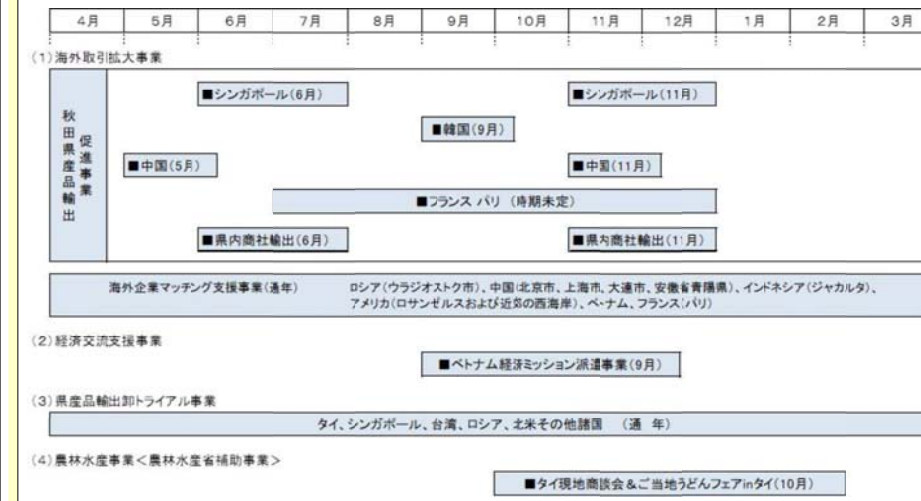 4月 5月 6月 7月 8月 9月 10月 11月 12月 1月 2月 3月
(1)海外取引拡大事業
秋田県産品輸出
促進事業
■シンガポール(6月) ■シンガポール(11月)
■韓国(9月)
■中国(5月) ■中国(11月)
■フランス パリ (時期未定)
■県内商社輸出(6月) ■県内商社輸出(11月)
海外企業マッチング支援事業(通年) ロシア(ウラジオストク市)、中国(北京市、上海市、大連市、安徽省青陽県)、インドネシア(ジャカルタ)、
アメリカ(ロサンゼルスおよび近郊の西海岸)、ベトナム、フランス(パリ)
(2)経済交流支援事業
■ベトナム経済ミッション派遣事業(9月)
(3)県産品輸出卸トライアル事業
タイ、シンガポール、台湾、ロシア、北米その他諸国 (通 年)
(4)農林水産事業<農林水産省補助事業>
■タイ現地商談会&ご当地うどんフェアinタイ(10月)